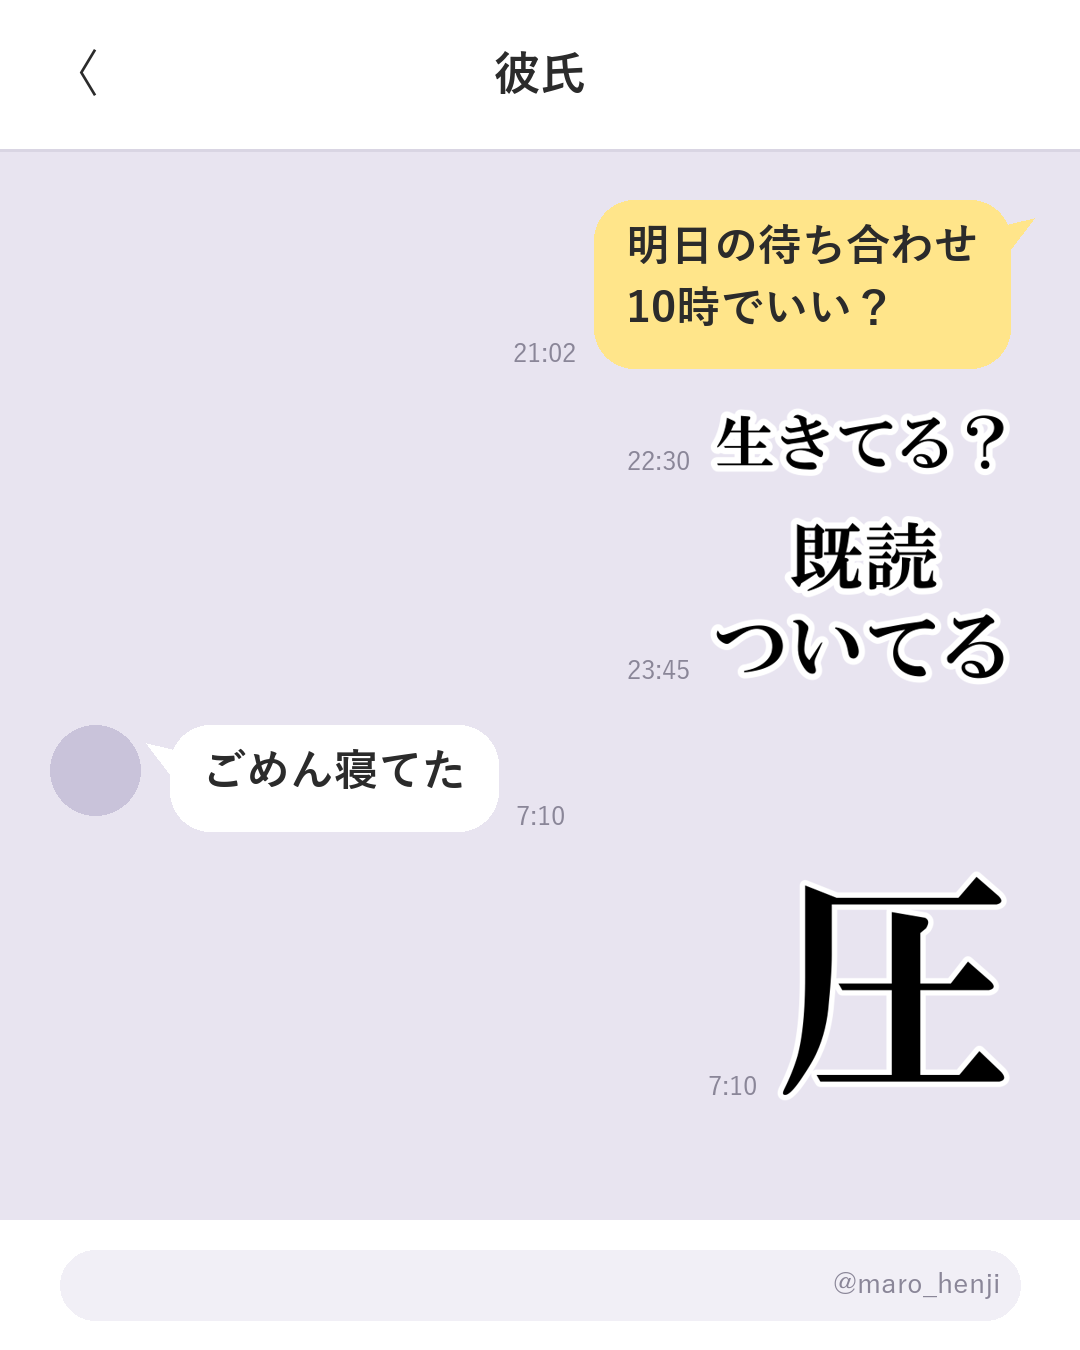 彼氏
明日の待ち合わせ
10時でいい？
21:02
生きてる？
22:30
既読
ついてる
23:45
ごめん寝てた
7:10
圧
7:10
@maro_henji